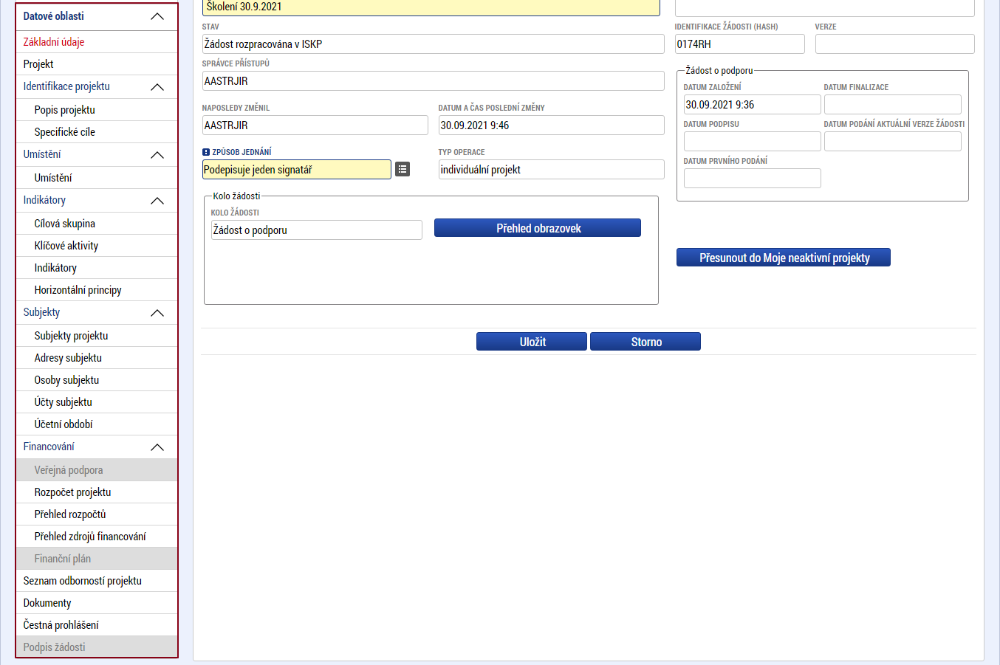 Datové oblasti
Základní údaje
Projekt
Identifikace projektu
Popis projektu
Specifické cíle
Umístění
Umístění
Indikátory
Cílová skupina
Klíčové aktivity
Indikátory
Horizontální principy
Subjekty
Subjekty projektu
Adresy subjektu
Osoby subjektu
Účty subjektu
Účetní období
Financování
Veřejná podpora
Rozpočet projektu
Přehled rozpočtů
Přehled zdrojů financování
Finanční plán
Seznam odborností projektu
Dokumenty
Čestná prohlášení
Podpis žádosti
Školení 30.9.2021
STAV
Žádost rozpracována v ISKP
SPRÁVCE PŘÍSTUPŮ
AASTRJIR
NAPOSLEDY ZMĚNIL
AASTRJIR
DATUM A ČAS POSLEDNÍ ZMĚNY
30.09.2021 9:46
ZPŮSOB JEDNÁNÍ
Podepisuje jeden signatář
TYP OPERACE
individuální projekt
Kolo žádosti
KOLO ŽÁDOSTI
Žádost o podporu
Přehled obrazovek
IDENTIFIKACE ŽÁDOSTI (HASH)
0174RH
VERZE
Žádost o podporu
DATUM ZALOŽENÍ
30.09.2021 9:36
DATUM FINALIZACE
DATUM PODPISU
DATUM PODÁNÍ AKTUÁLNÍ VERZE ŽÁDOSTI
DATUM PRVNÍHO PODÁNÍ
Přesunout do Moje neaktivní projekty
Uložit
Storno